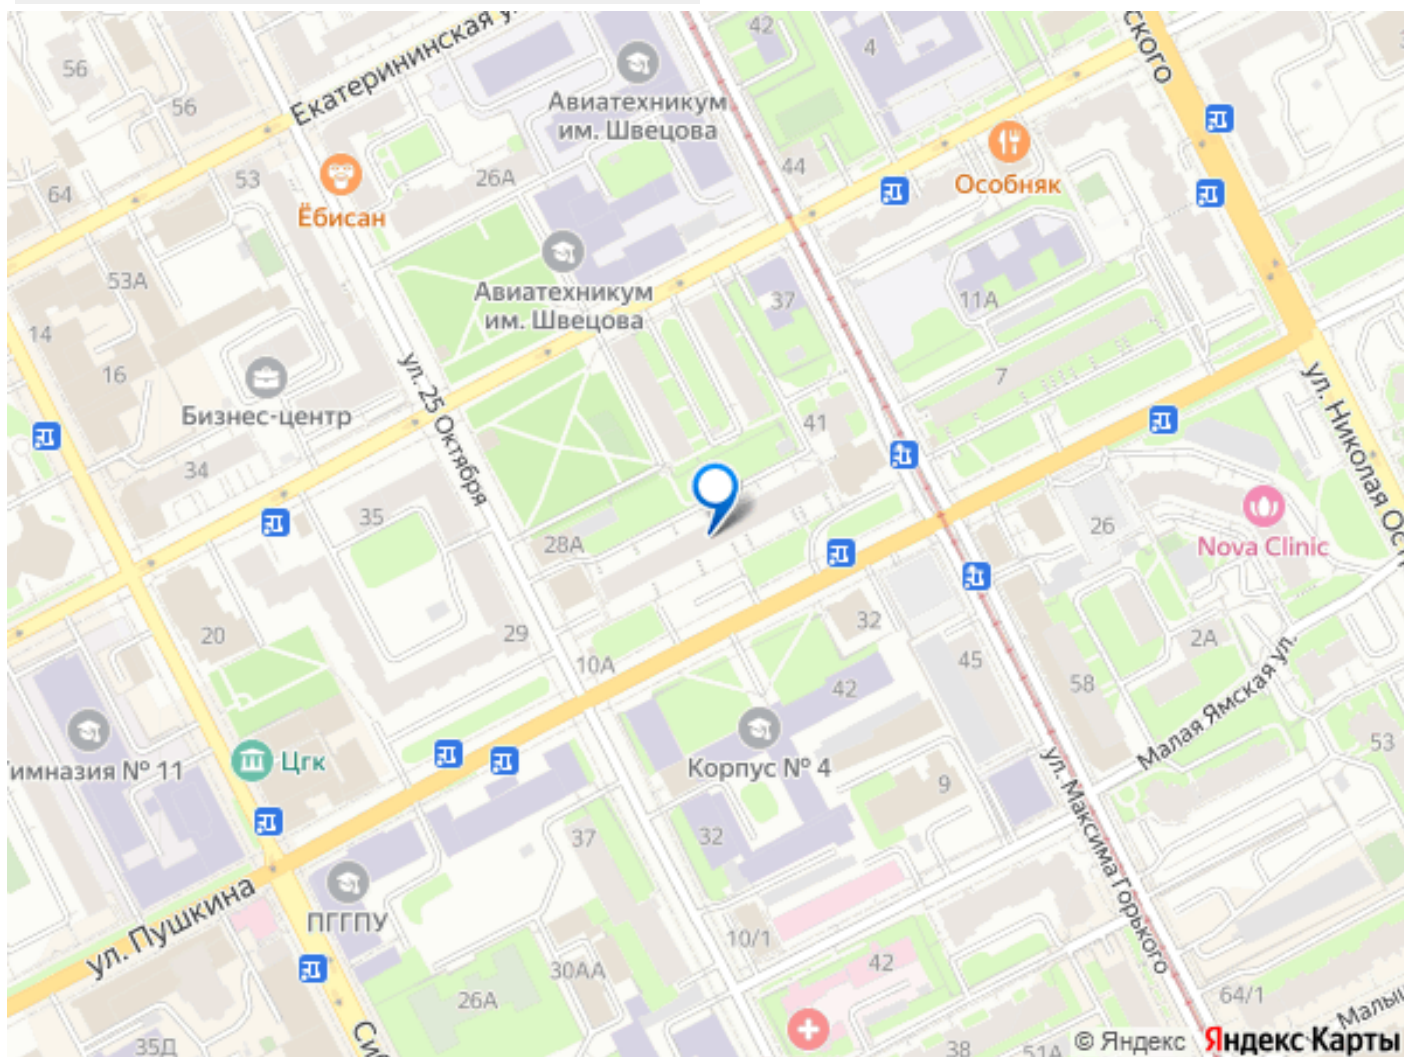 Екатерининская у
42
ского
56
4
56
Авиатехникум
им. Швецова
44
26А
53
Особняк
64
Ёбисан
53А
Авиатехникум
им. Швецова
37
11А
14
16
ул. 25 Октября
7
ул. Николая Ост
Бизнес-центр
41
34
35
26
28А
Nova Clinic
20
29
32
2А
10А
45
42
58
Малая Ямская ул.
имназия № 11
Цгк
Корпус № 4
53
9
ул. Максима Горького
37
32
ул. Пушкина
ПГГПУ
10/1
42
30АА
26А
64/1
Малы
Сиб
35Д
38
51А
© Яндекс
Яндекс Карты